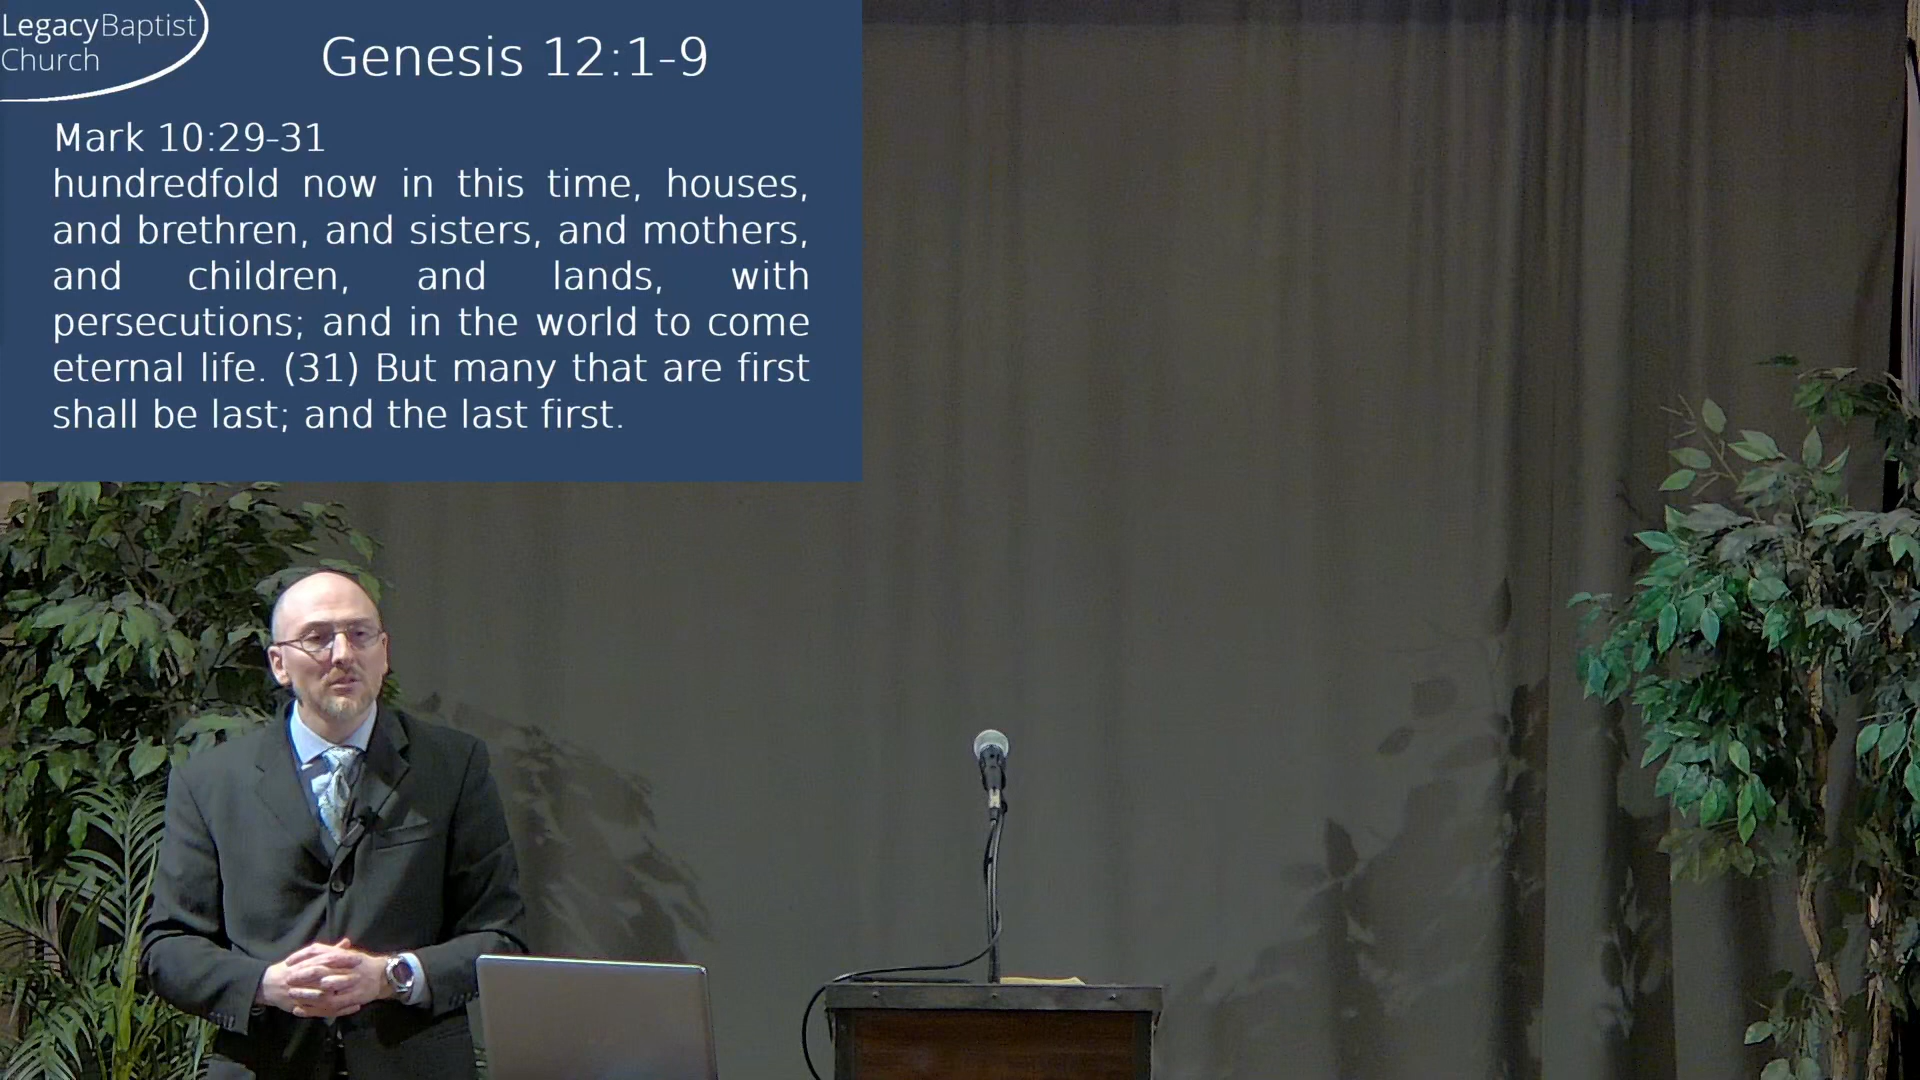 LegacyBaptist
Church
Genesis 12:1-9
Mark 10:29-31
hundredfold now in this time, houses,
and brethren, and sisters, and mothers,
and children, and lands, with
persecutions; and in the world to come
eternal life. (31) But many that are first
shall be last; and the last first.